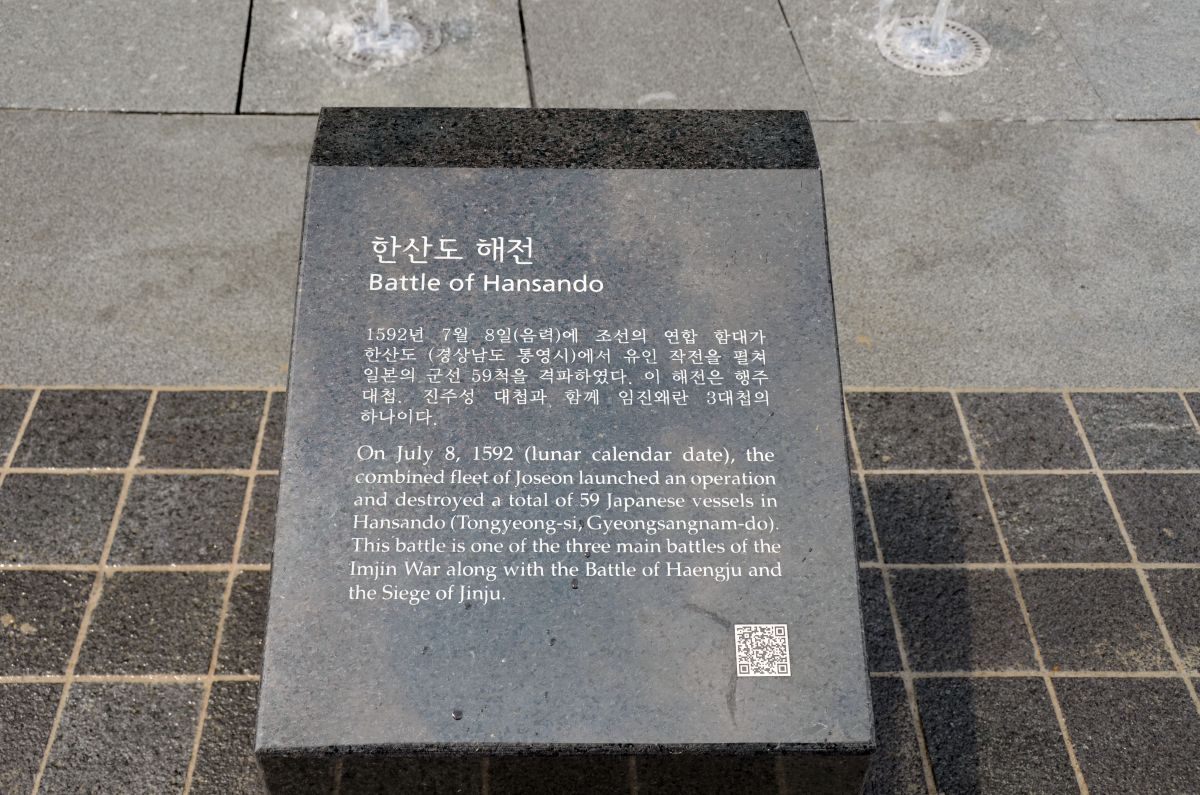 한산도 해전
Battle of Hansando
1592년 7월 8일(음력)에 조선의 연합 함대가
한산도 (경상남도 통영시)에서 유인 작전을 펼쳐
일본의 군선 59척을 격파하였다. 이 해전은 행주
대첩. 진주성 대첩과 함께 임진왜란 3대첩의
하나이다.
On July 8, 1592 (lunar calendar date), the
combined fleet of Joseon launched an operation
and destroyed a total of 59 Japanese vessels in
Hansando (Tongyeong-si, Gyeongsangnam-do).
This battle is one of the three main battles of the
Imjin War along with the Battle of Haengju and
the Siege of Jinju.